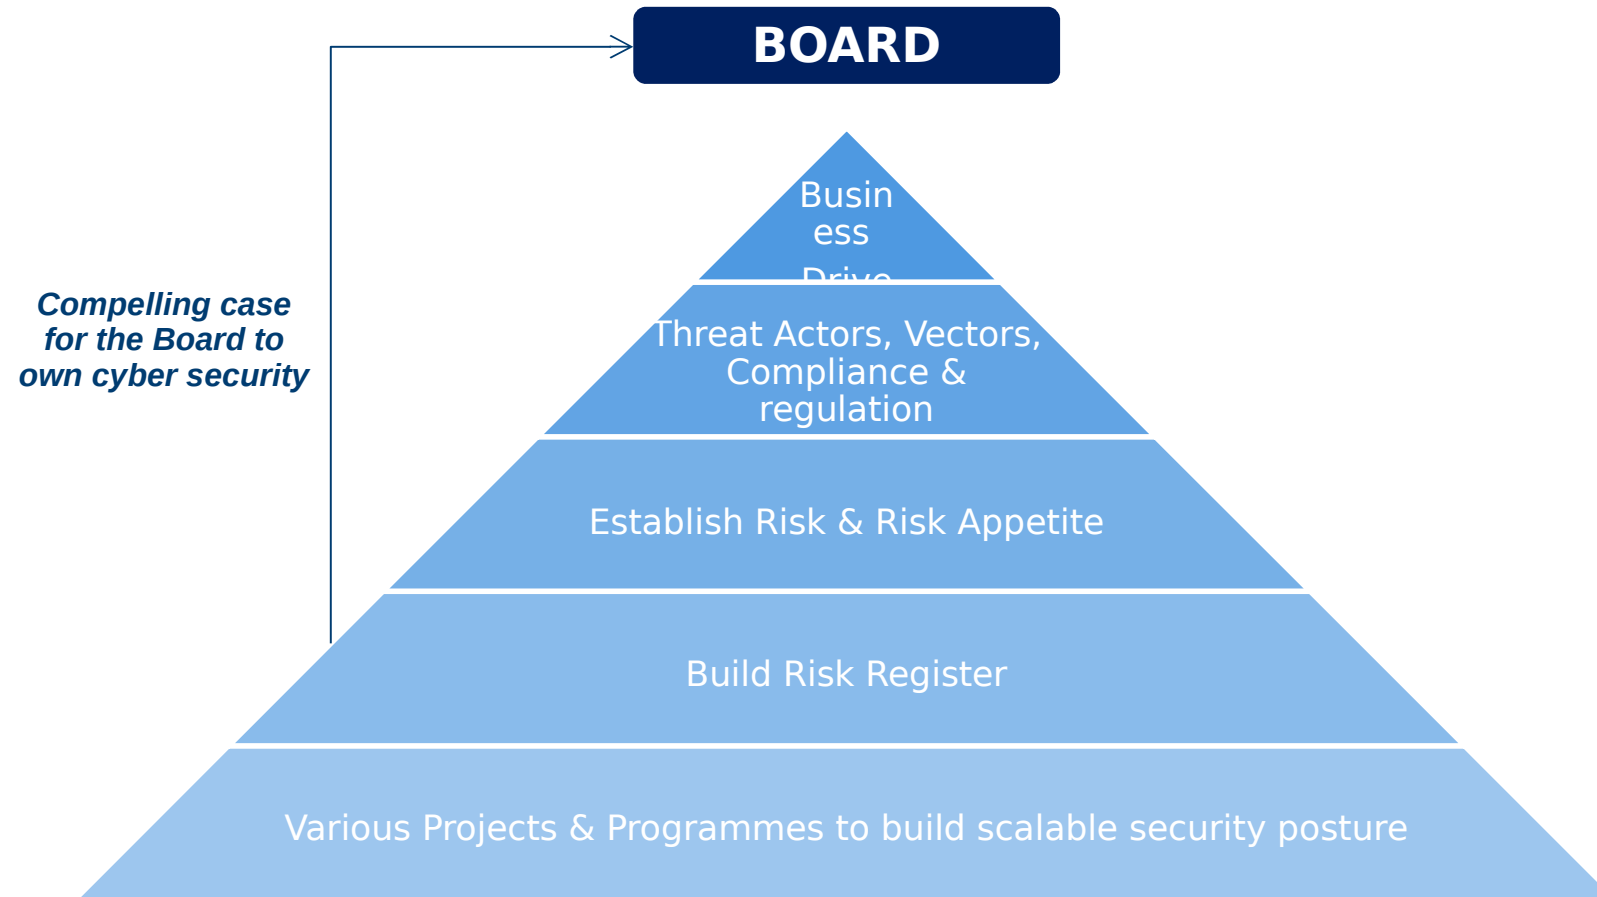 BOARD
Busin
ess
Drive
Compelling case
for the Board to
own cyber security
Threat Actors, Vectors,
Compliance &
regulation
Establish Risk & Risk Appetite
Build Risk Register
Various Projects & Programmes to build scalable security posture